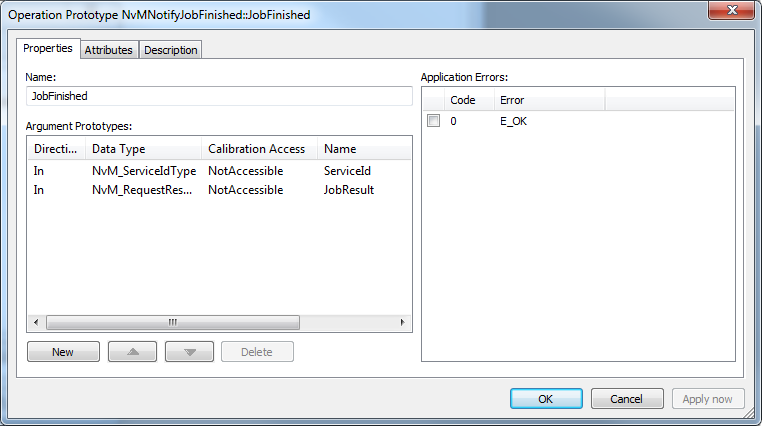 Operation Prototype NvMNotifyJobFinished::JobFinished
Properties Attributes Description
Name:
JobFinished
Argument Prototypes:
Directi... Data Type Calibration Access Name
In NvM_ServiceIdType NotAccessible ServiceId
In NvM_RequestRes... NotAccessible JobResult
New Delete
Application Errors:
Code Error
0 E_OK
OK Cancel Apply now